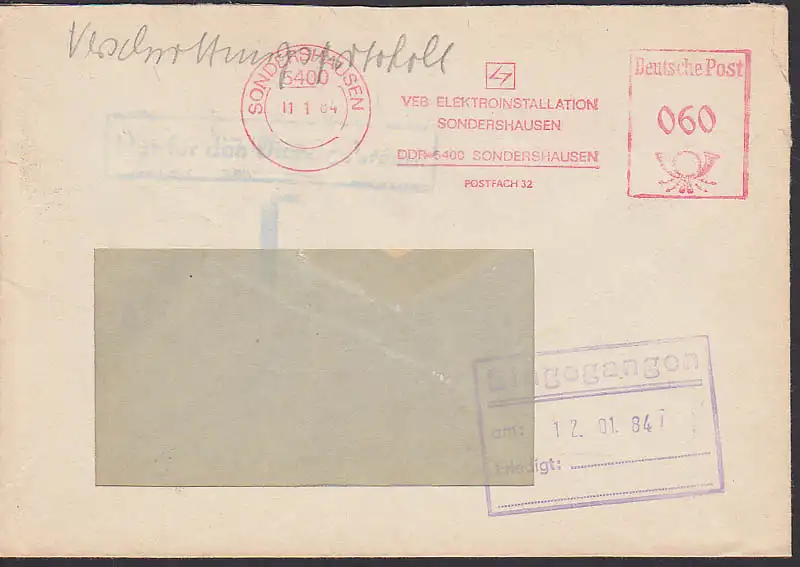 Verschrottungsprotokoll
SONDERSHAUSEN
5400
11 1 84
VEB ELEKTROINSTALLATION
SONDERSHAUSEN
DDR-5400 SONDERSHAUSEN
POSTFACH 32
Deutsche Post
060
Eingegangen
am: 12. 01. 84
Erledigt: